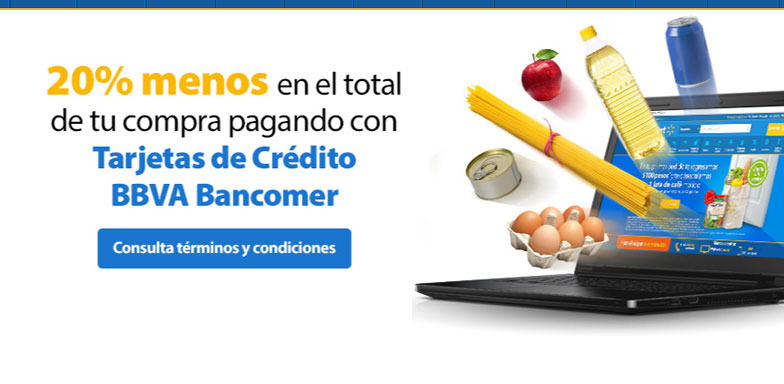 20% menos en el total
de tu compra pagando con
Tarjetas de Crédito
BBVA Bancomer
Consulta términos y condiciones